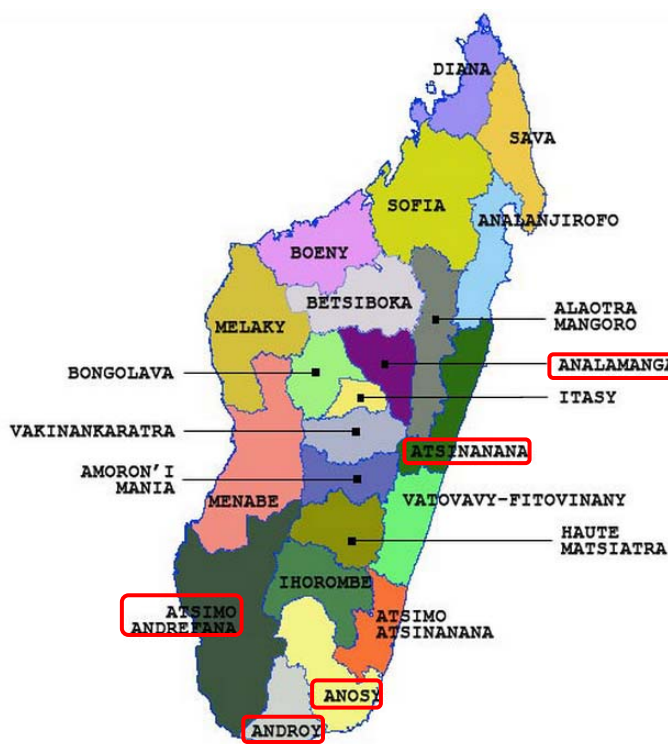 DIANA
SAVA
SOFIA
ANALANJIROFO
BOENY
BETSIBOKA
ALAOTRA
MANGORO
MELAKY
ANALAMANGA
BONGOLAVA
ITASY
VAKINANKARATRA
ATSINANANA
AMORON'I
MANIA
MENABE
VATOVAVY-FITOVINANY
HAUTE
MATSIATRA
IHOROMBE
ATSIMO
ANDREFANA
ATSIMO
ATSINANANA
ANOSY
ANDROY